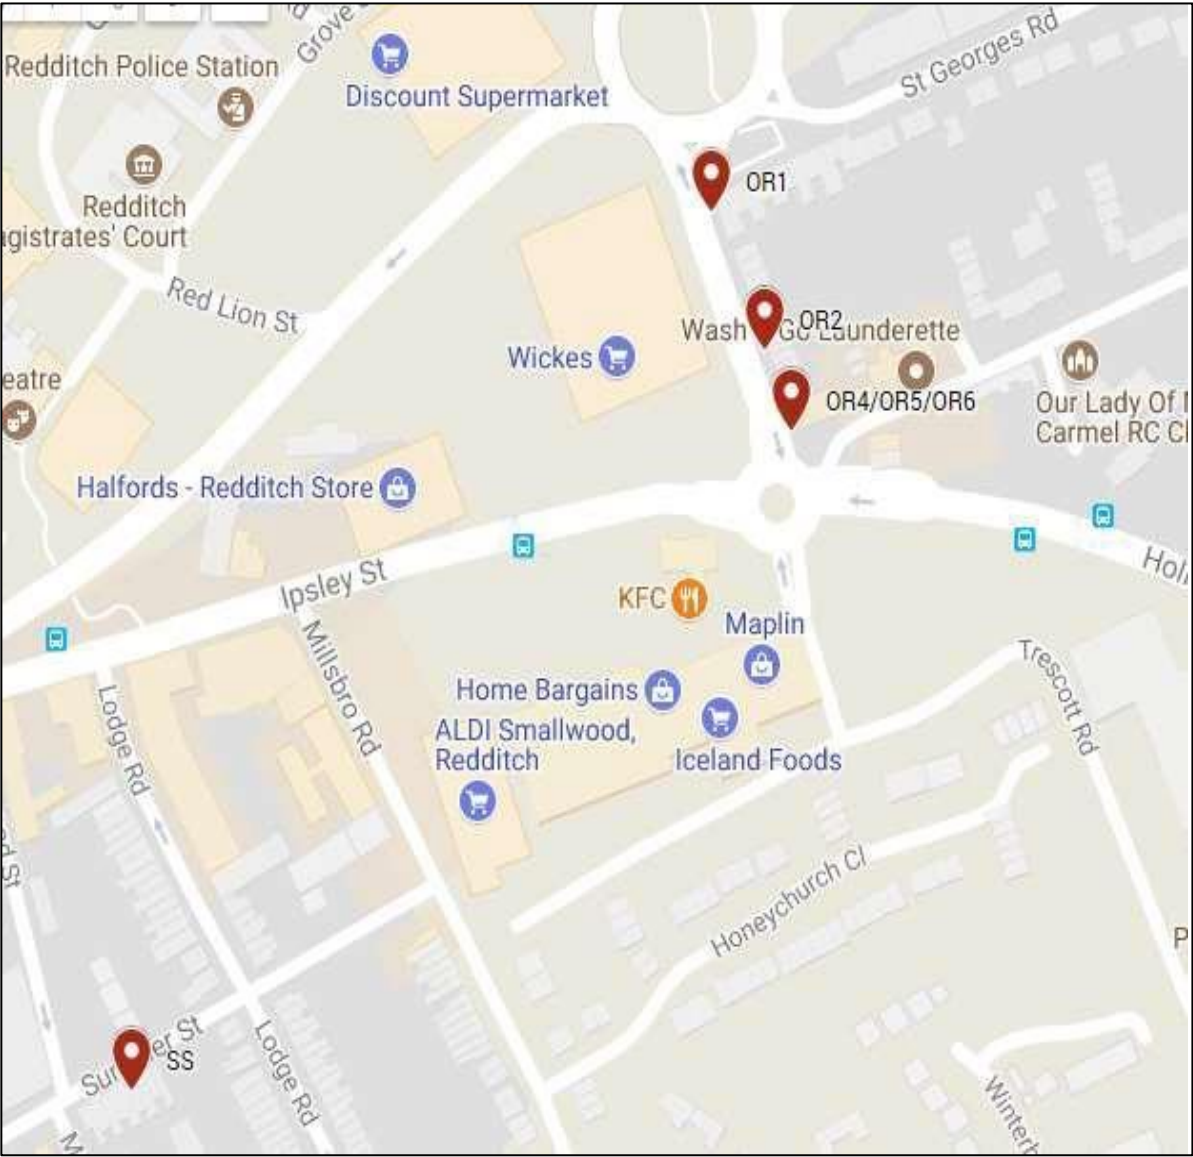 St Georges Rd
Redditch Police Station
Discount Supermarket
OR1
Redditch
agistrates' Court
Red Lion St
OR2
Wash
Launderette
Wickes
eatre
OR4/OR5/OR6
Our Lady Of
Carmel RC
Halfords - Redditch Store
Ipsley St
KFC
Maplin
Millsbro Rd
Trescott Rd
Home Bargains
Lodge Rd
ALDI Smallwood,
Redditch
Iceland Foods
Honeychurch Cl
SS
Lodge Rd